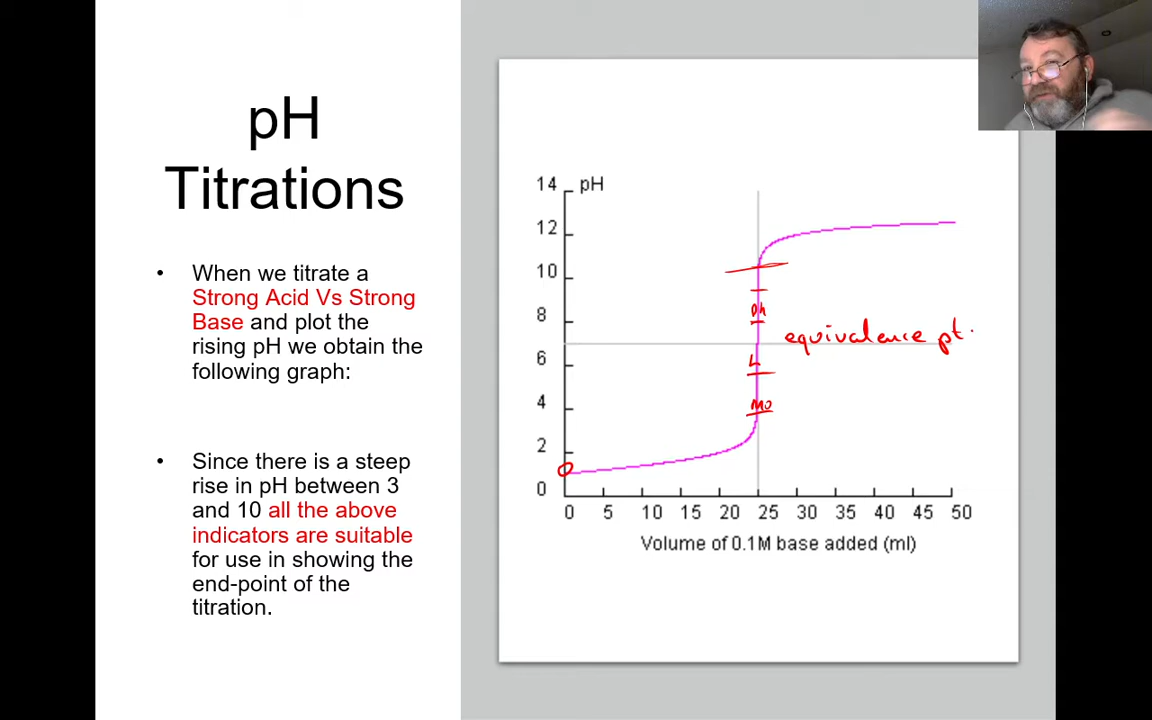 pH
Titrations
• When we titrate a
Strong Acid Vs Strong
Base and plot the
rising pH we obtain the
following graph:
• Since there is a steep
rise in pH between 3
and 10 all the above
indicators are suitable
for use in showing the
end-point of the
titration.
14 pH
12
10
8
6
4
2
0
Ph
equivalence pt.
L
MO
0 5 10 15 20 25 30 35 40 45 50
Volume of 0.1M base added (ml)